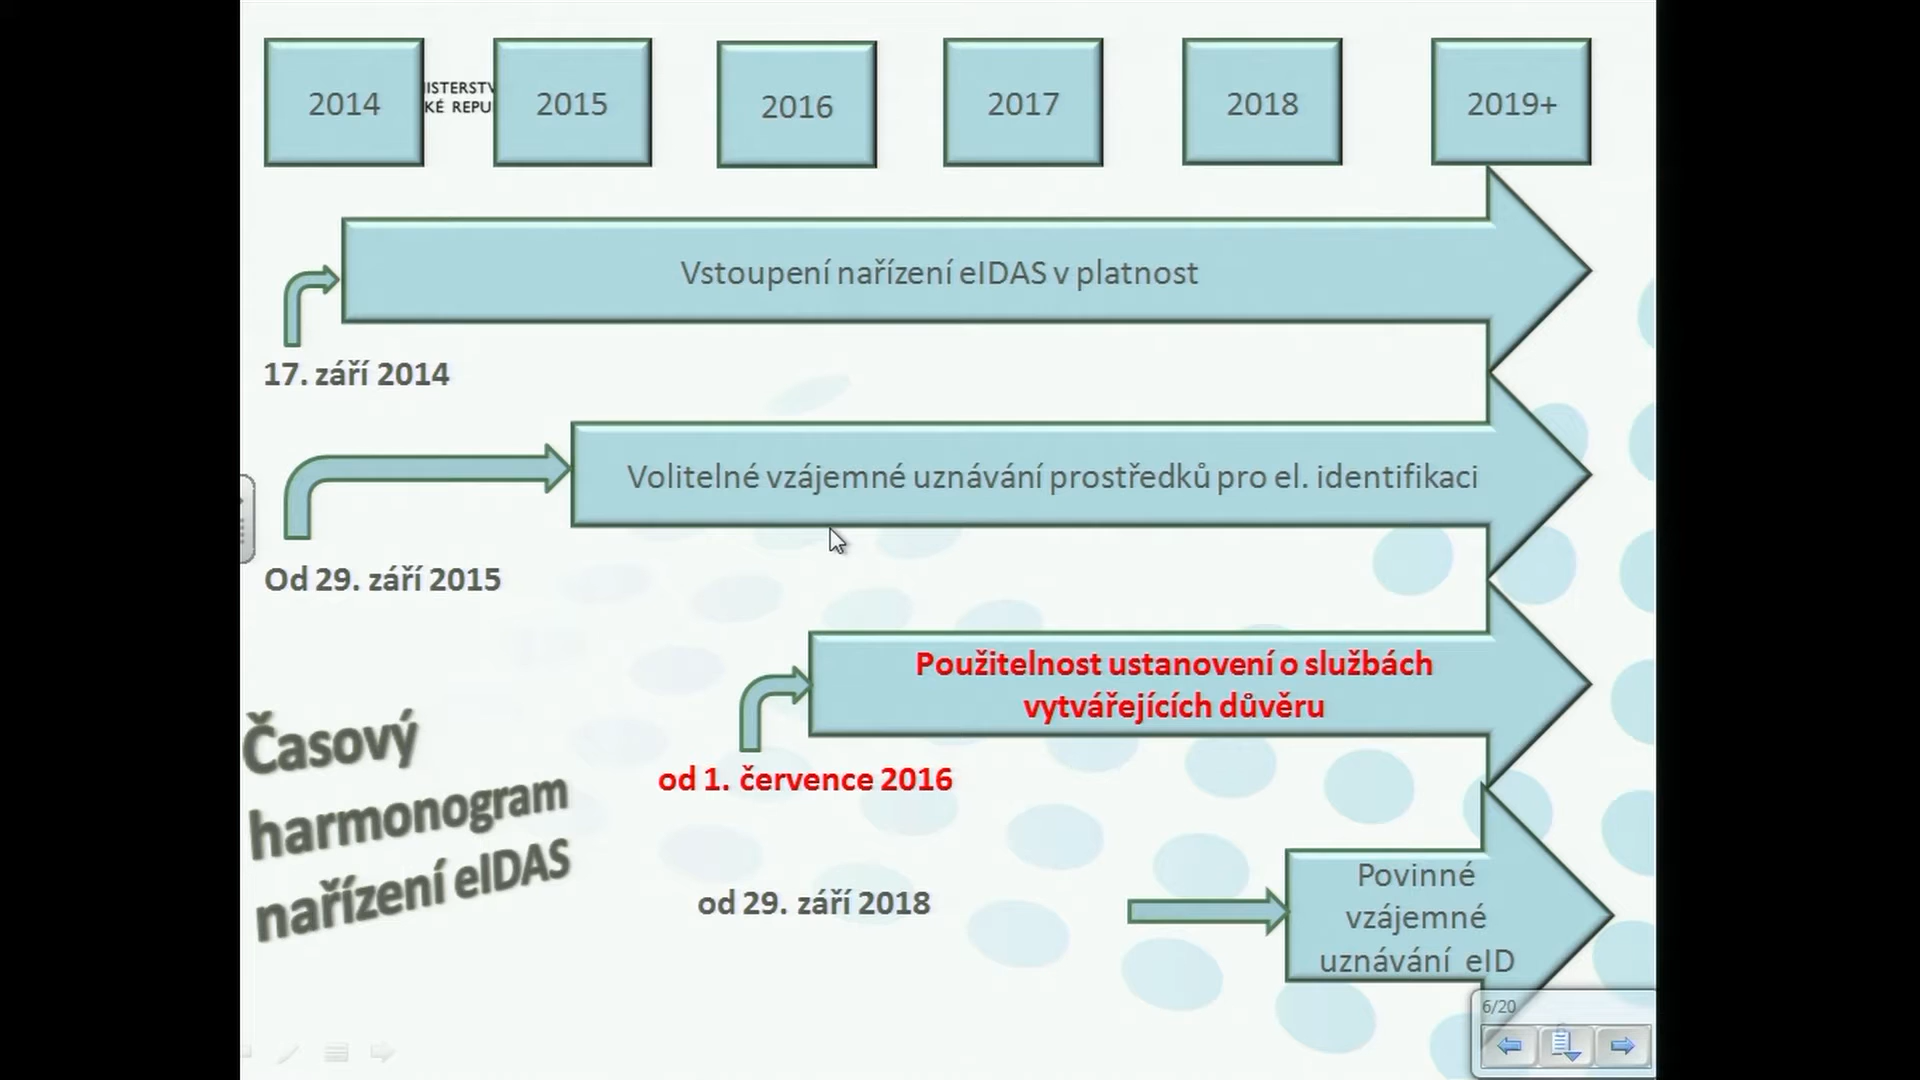 2014
2015
2016
2017
2018
2019+
Vstoupení nařízení eIDAS v platnost
17. září 2014
Volitelné vzájemné uznávání prostředků pro el. identifikaci
Od 29. září 2015
Použitelnost ustanovení o službách
vytvářejících důvěru
od 1. července 2016
Časový
harmonogram
nařízení eIDAS
od 29. září 2018
Povinné
vzájemné
uznávání eID
6/20